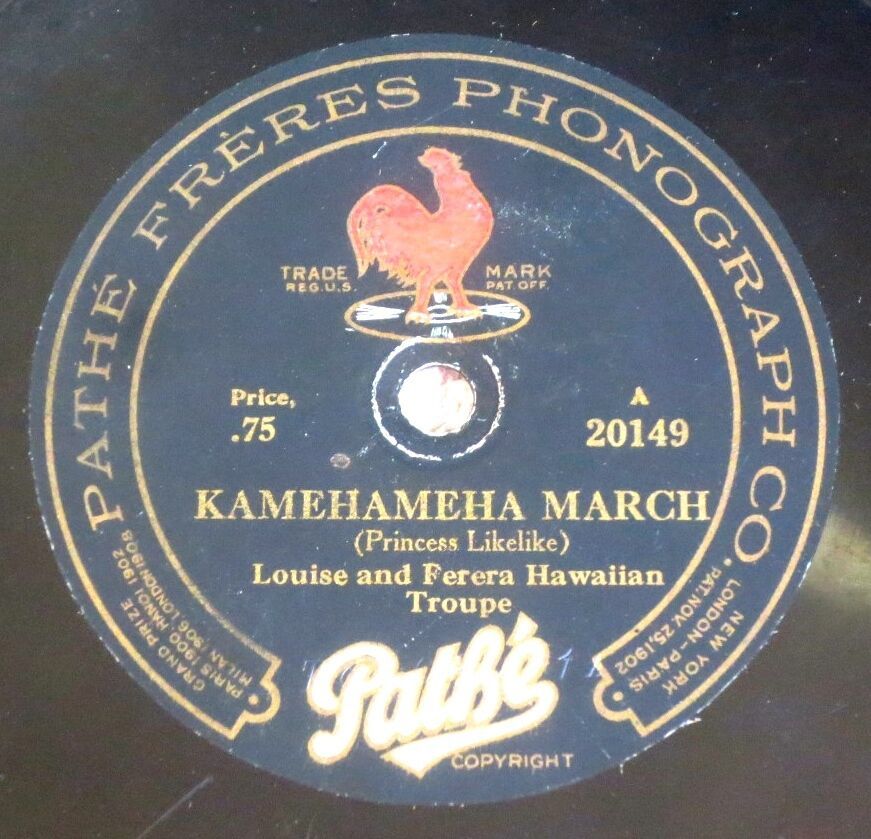 PATHÉ FRÈRES PHONOGRAPH CO.
TRADE MARK
REG.U.S. PAT.OFF.
Price, A
.75 20149
KAMEHAMEHA MARCH
(Princess Likelike)
Louise and Ferera Hawaiian
Troupe
GRAND PRIZE
PARIS 1900 HANOI 1902
MILAN 1906 LONDON 1908
NEW YORK
LONDON-PARIS
PAT. NOV. 25, 1902
Pathé
COPYRIGHT